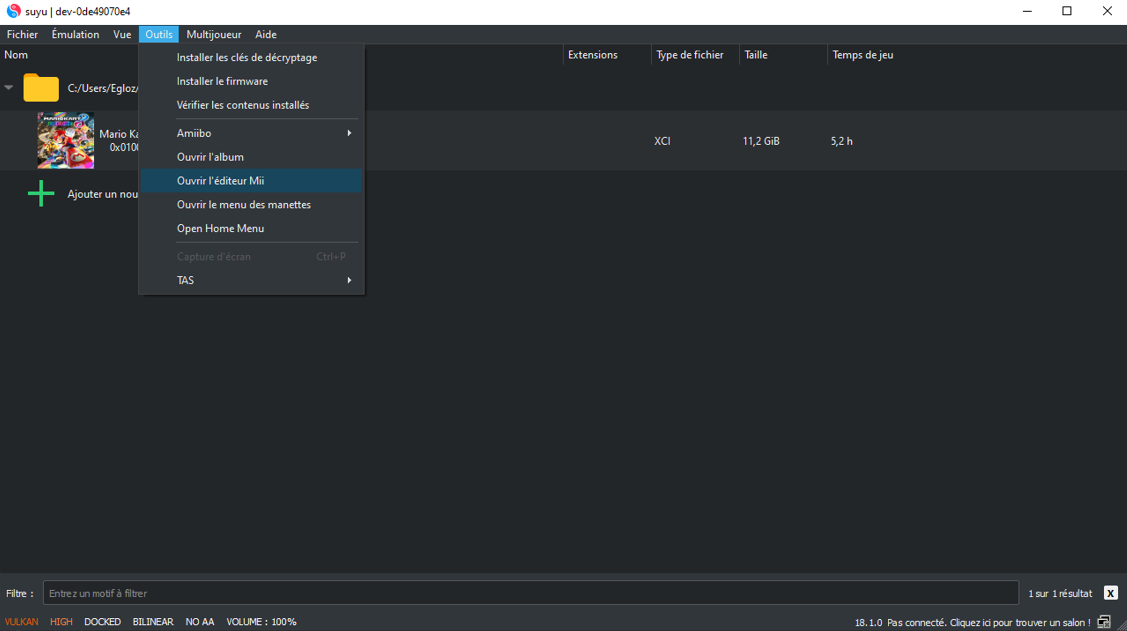 suyu | dev-0de49070e4
Fichier Émulation Vue Outils Multijoueur Aide
Nom Extensions Type de fichier Taille Temps de jeu
Installer les clés de décryptage
Installer le firmware
C:/Users/Egloz/
Vérifier les contenus installés
Amiibo
Mario Ka
0x010
XCI 11,2 GiB 5,2 h
Ouvrir l'album
Ouvrir l'éditeur Mii
Ajouter un nou
Ouvrir le menu des manettes
Open Home Menu
Capture d'écran Ctrl+P
TAS
Filtre : Entrez un motif à filtrer 1 sur 1 résultat X
VULKAN HIGH DOCKED BILINEAR NO AA VOLUME : 100% 18.1.0 Pas connecté. Cliquez ici pour trouver un salon !